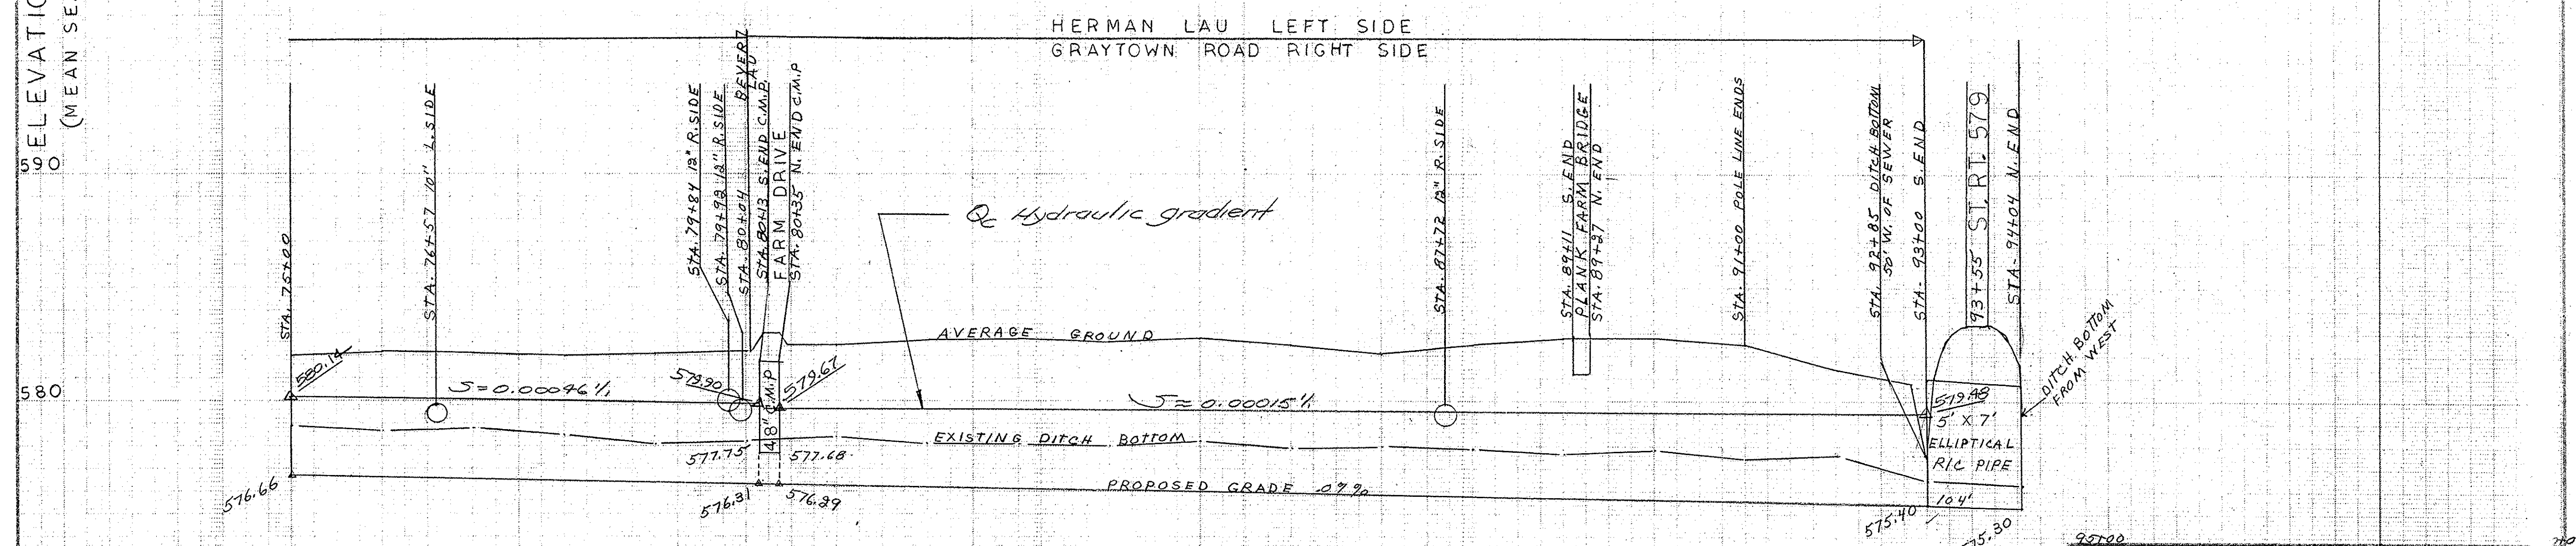 ELEVATIO
(MEAN SEA
HERMAN LAU LEFT SIDE
GRAYTOWN ROAD RIGHT SIDE
590
580
STA. 75+00
STA. 76+57 10" L.SIDE
STA. 79+84 12" R.SIDE
STA. 79+92 12" R.SIDE
STA. 80+04
BEVERT
LAU
STA. 80+13 S.END C.M.P.
FARM DRIVE
STA. 80+35 N. END C.M.P
Qc Hydraulic gradient
STA. 87+72 12" R.SIDE
STA. 89+11 S.END
PLANK FARM BRIDGE
STA. 89+27 N. END
STA. 91+00 POLE LINE ENDS
STA. 92+85 DITCH BOTTOM
50' W. OF SEWER
STA- 93+00 S.END
93+55 ST. RT. 579
STA- 94+04 N.END
DITCH BOTTOM
FROM WEST
AVERAGE GROUND
580.14
S=0.00046%
579.90
48" C.M.P
579.67
S=0.00015%
579.48
5' X 7'
ELLIPTICAL
R/C PIPE
104'
EXISTING DITCH BOTTOM
577.75
577.68
PROPOSED GRADE .07%
576.66
576.31
576.29
575.40
75.30
95+00